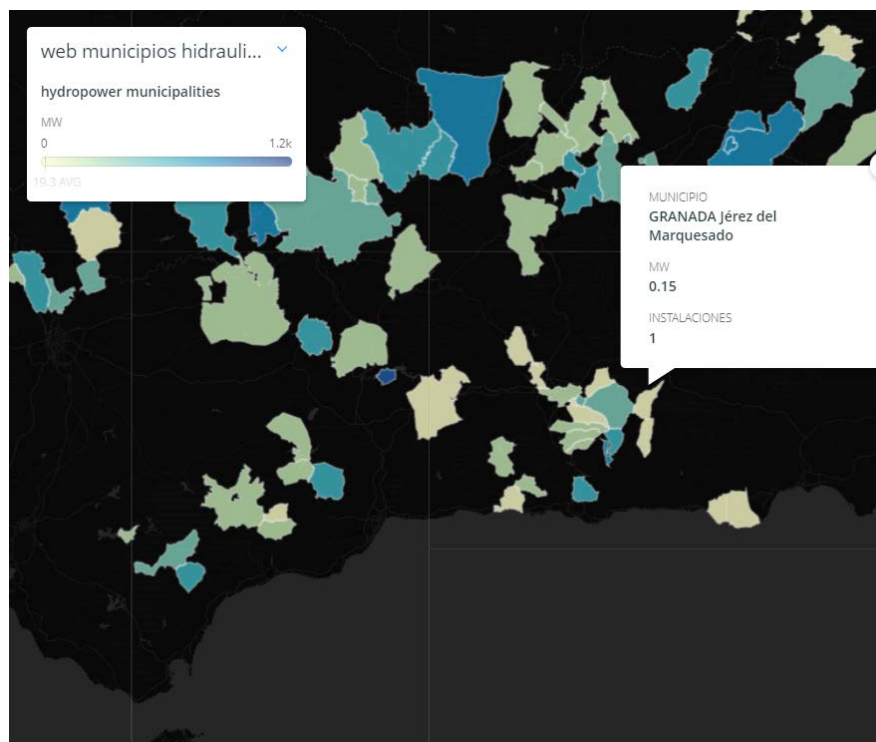 web municipios hidrauli...
hydropower municipalities
MW
0 1.2k
19.3 AVG
MUNICIPIO
GRANADA Jérez del
Marquesado
MW
0.15
INSTALACIONES
1